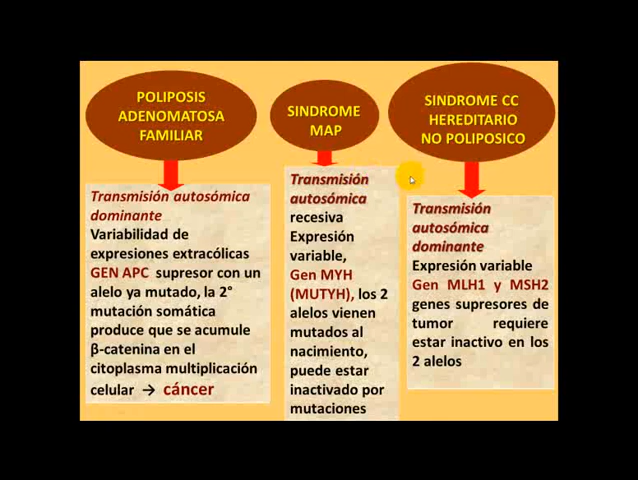 POLIPOSIS
ADENOMATOSA
FAMILIAR
Transmisión autosómica
dominante
Variabilidad de
expresiones extracólicas
GEN APC supresor con un
alelo ya mutado, la 2°
mutación somática
produce que se acumule
β-catenina en el
citoplasma multiplicación
celular → cáncer
SINDROME
MAP
Transmisión
autosómica
recesiva
Expresión
variable,
Gen MYH
(MUTYH), los 2
alelos vienen
mutados al
nacimiento,
puede estar
inactivado por
mutaciones
SINDROME CC
HEREDITARIO
NO POLIPOSICO
Transmisión
autosómica
dominante
Expresión variable
Gen MLH1 y MSH2
genes supresores de
tumor requiere
estar inactivo en los
2 alelos